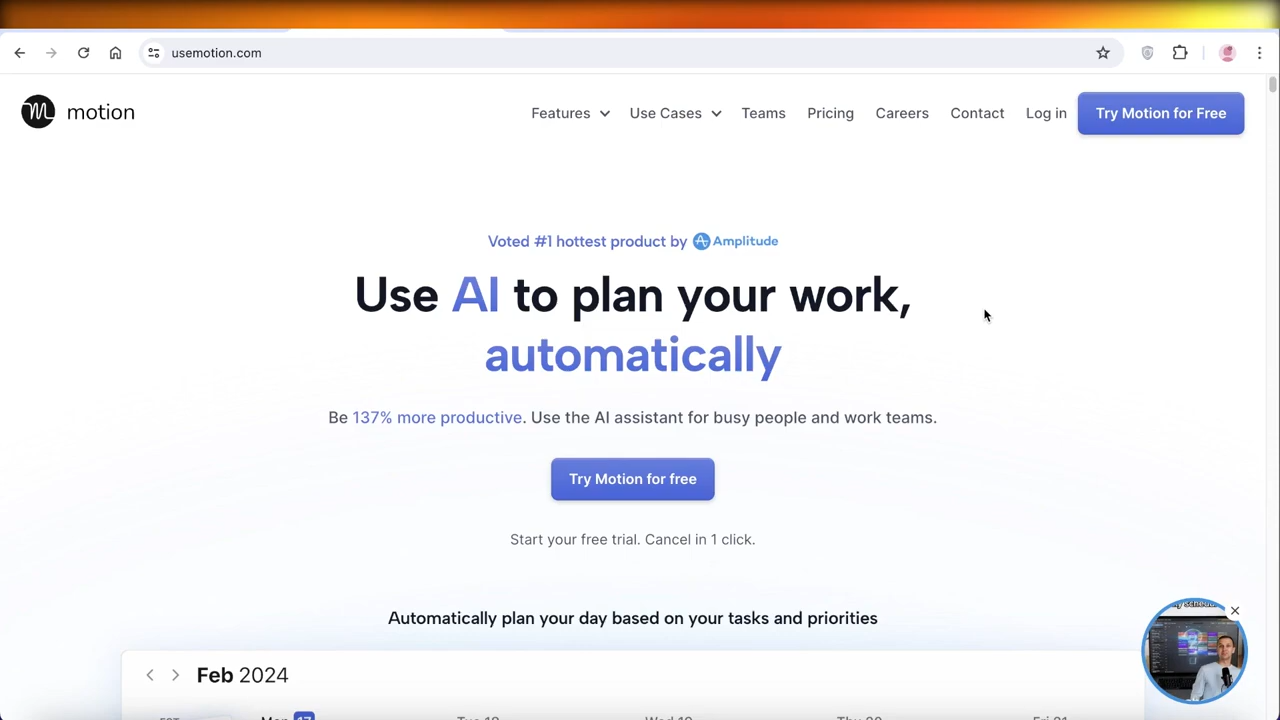 usemotion.com
motion
Features Use Cases Teams Pricing Careers Contact Log in Try Motion for Free
Voted #1 hottest product by Amplitude
Use AI to plan your work,
automatically
Be 137% more productive. Use the AI assistant for busy people and work teams.
Try Motion for free
Start your free trial. Cancel in 1 click.
Automatically plan your day based on your tasks and priorities
Feb 2024